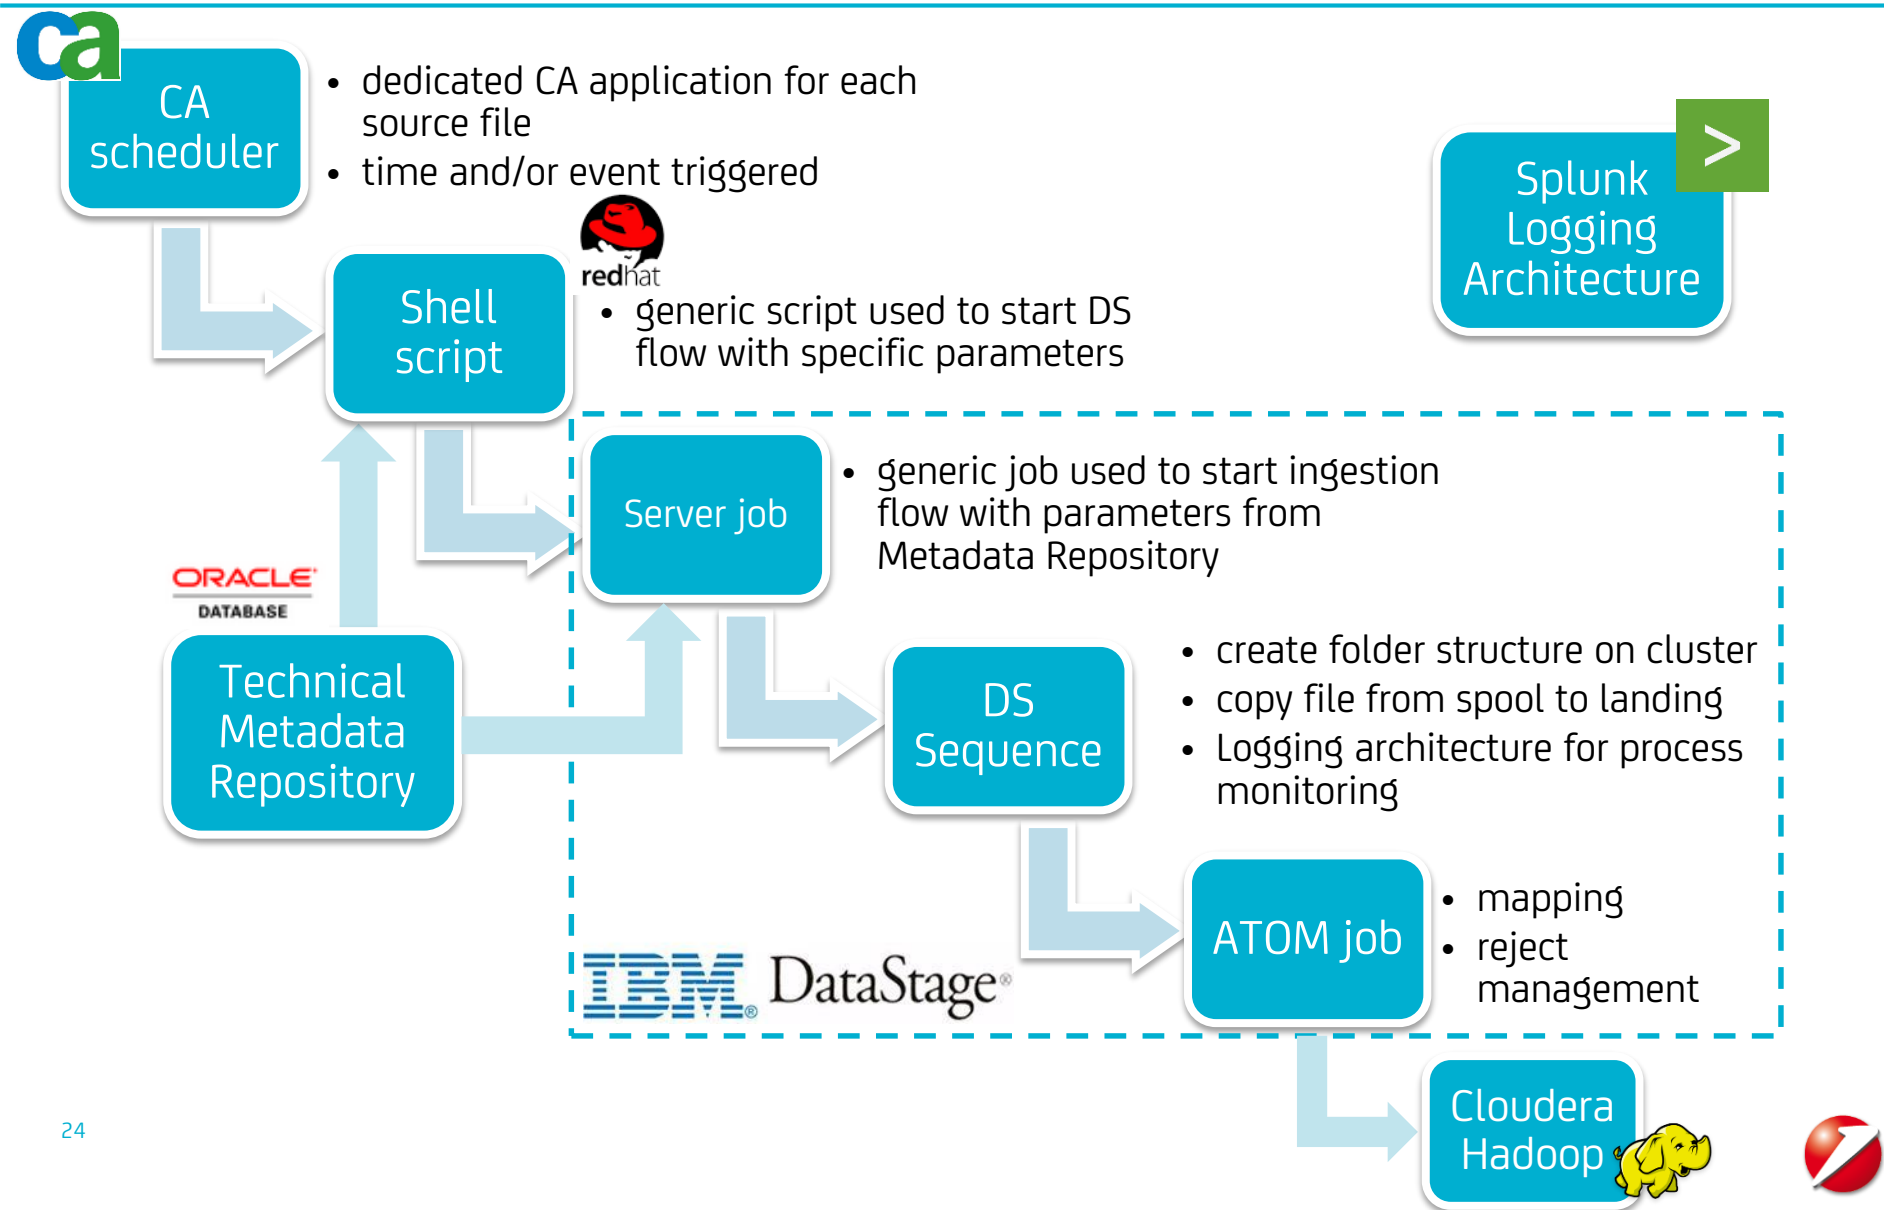 ca
CA
scheduler
• dedicated CA application for each
source file
• time and/or event triggered
>
Splunk
Logging
Architecture
redhat
Shell
script
• generic script used to start DS
flow with specific parameters
Server job
• generic job used to start ingestion
flow with parameters from
Metadata Repository
ORACLE
DATABASE
Technical
Metadata
Repository
DS
Sequence
• create folder structure on cluster
• copy file from spool to landing
• Logging architecture for process
monitoring
ATOM job
• mapping
• reject
management
IBM® DataStage®
Cloudera
Hadoop
24